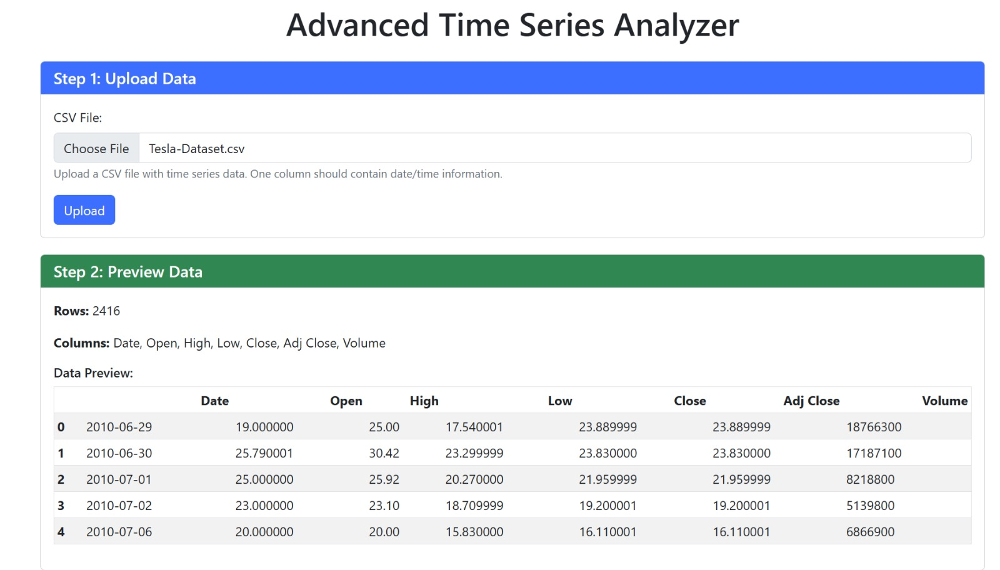 Advanced Time Series Analyzer
Step 1: Upload Data
CSV File:
Choose File Tesla-Dataset.csv
Upload a CSV file with time series data. One column should contain date/time information.
Upload
Step 2: Preview Data
Rows: 2416
Columns: Date, Open, High, Low, Close, Adj Close, Volume
Data Preview:
Date Open High Low Close Adj Close Volume
0 2010-06-29 19.000000 25.00 17.540001 23.889999 23.889999 18766300
1 2010-06-30 25.790001 30.42 23.299999 23.830000 23.830000 17187100
2 2010-07-01 25.000000 25.92 20.270000 21.959999 21.959999 8218800
3 2010-07-02 23.000000 23.10 18.709999 19.200001 19.200001 5139800
4 2010-07-06 20.000000 20.00 15.830000 16.110001 16.110001 6866900